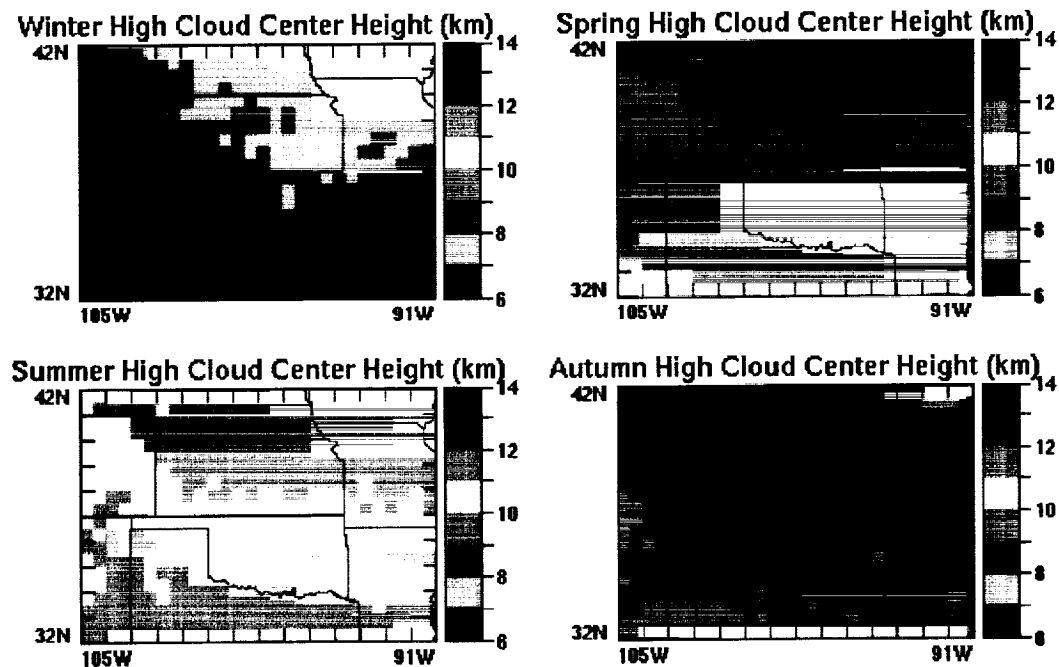 Winter High Cloud Center Height (km)
42N
32N
105W
91W
14
12
10
8
6
Spring High Cloud Center Height (km)
42N
32N
105W
91W
14
12
10
8
6
Summer High Cloud Center Height (km)
42N
32N
105W
91W
14
12
10
8
6
Autumn High Cloud Center Height (km)
42N
32N
105W
91W
14
12
10
8
6